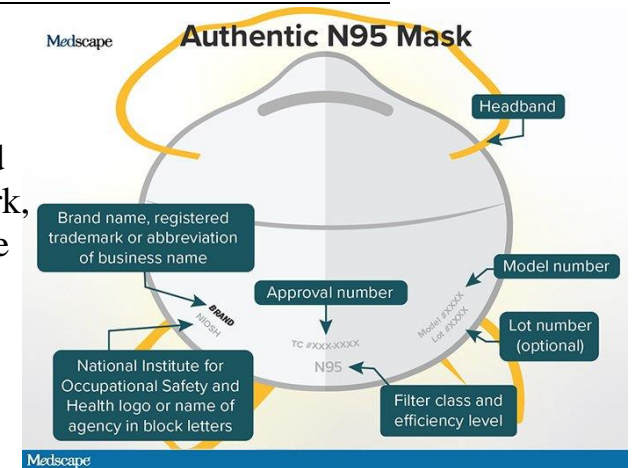 Medscape
Authentic N95 Mask
Headband
Brand name, registered
trademark or abbreviation
of business name
Approval number
Model number
BRAND
NIOSH
TC #XXX-XXXX
N95
Model #XXXX
Lot #XXXX
Lot number
(optional)
National Institute for
Occupational Safety and
Health logo or name of
agency in block letters
Filter class and
efficiency level
Medscape